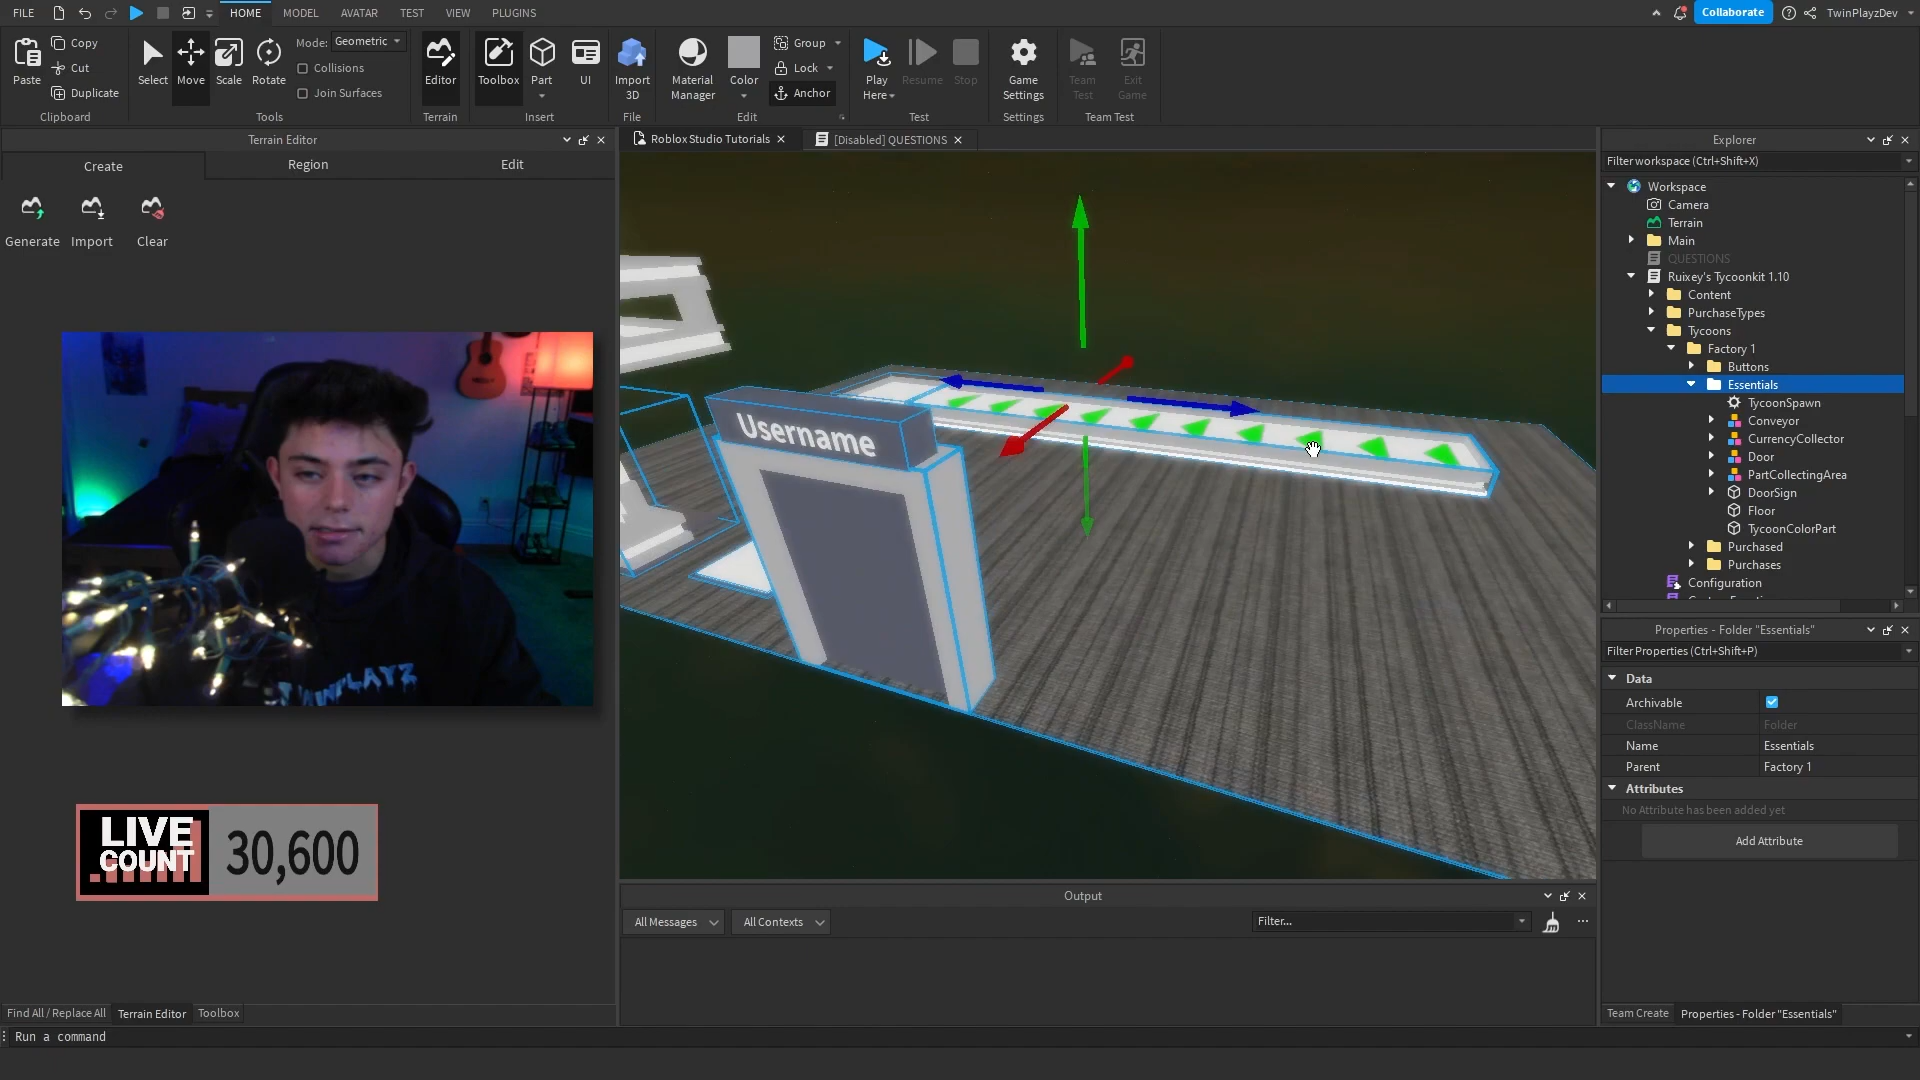 FILE
HOME
MODEL
AVATAR
TEST
VIEW
PLUGINS
Collaborate
TwinPlayzDev
Paste
Copy
Cut
Duplicate
Clipboard
Select
Move
Scale
Rotate
Mode:
Geometric
Collisions
Join Surfaces
Tools
Editor
Terrain
Toolbox
Part
UI
Insert
Import
3D
File
Material
Manager
Color
Group
Lock
Anchor
Edit
Play
Here
Resume
Stop
Test
Game
Settings
Settings
Team
Test
Exit
Game
Team Test
Terrain Editor
Create
Region
Edit
Generate
Import
Clear
TWINPLAYZ
LIVE
COUNT
30,600
Find All / Replace All
Terrain Editor
Toolbox
Run a command
Roblox Studio Tutorials
[Disabled] QUESTIONS
Username
Output
All Messages
All Contexts
Filter...
Explorer
Filter workspace (Ctrl+Shift+X)
Workspace
Camera
Terrain
Main
QUESTIONS
Ruixey's Tycoonkit 1.10
Content
PurchaseTypes
Tycoons
Factory 1
Buttons
Essentials
TycoonSpawn
Conveyor
CurrencyCollector
Door
PartCollectingArea
DoorSign
Floor
TycoonColorPart
Purchased
Purchases
Configuration
Properties - Folder "Essentials"
Filter Properties (Ctrl+Shift+P)
Data
Archivable
ClassName
Folder
Name
Essentials
Parent
Factory 1
Attributes
No Attribute has been added yet
Add Attribute
Team Create
Properties - Folder "Essentials"